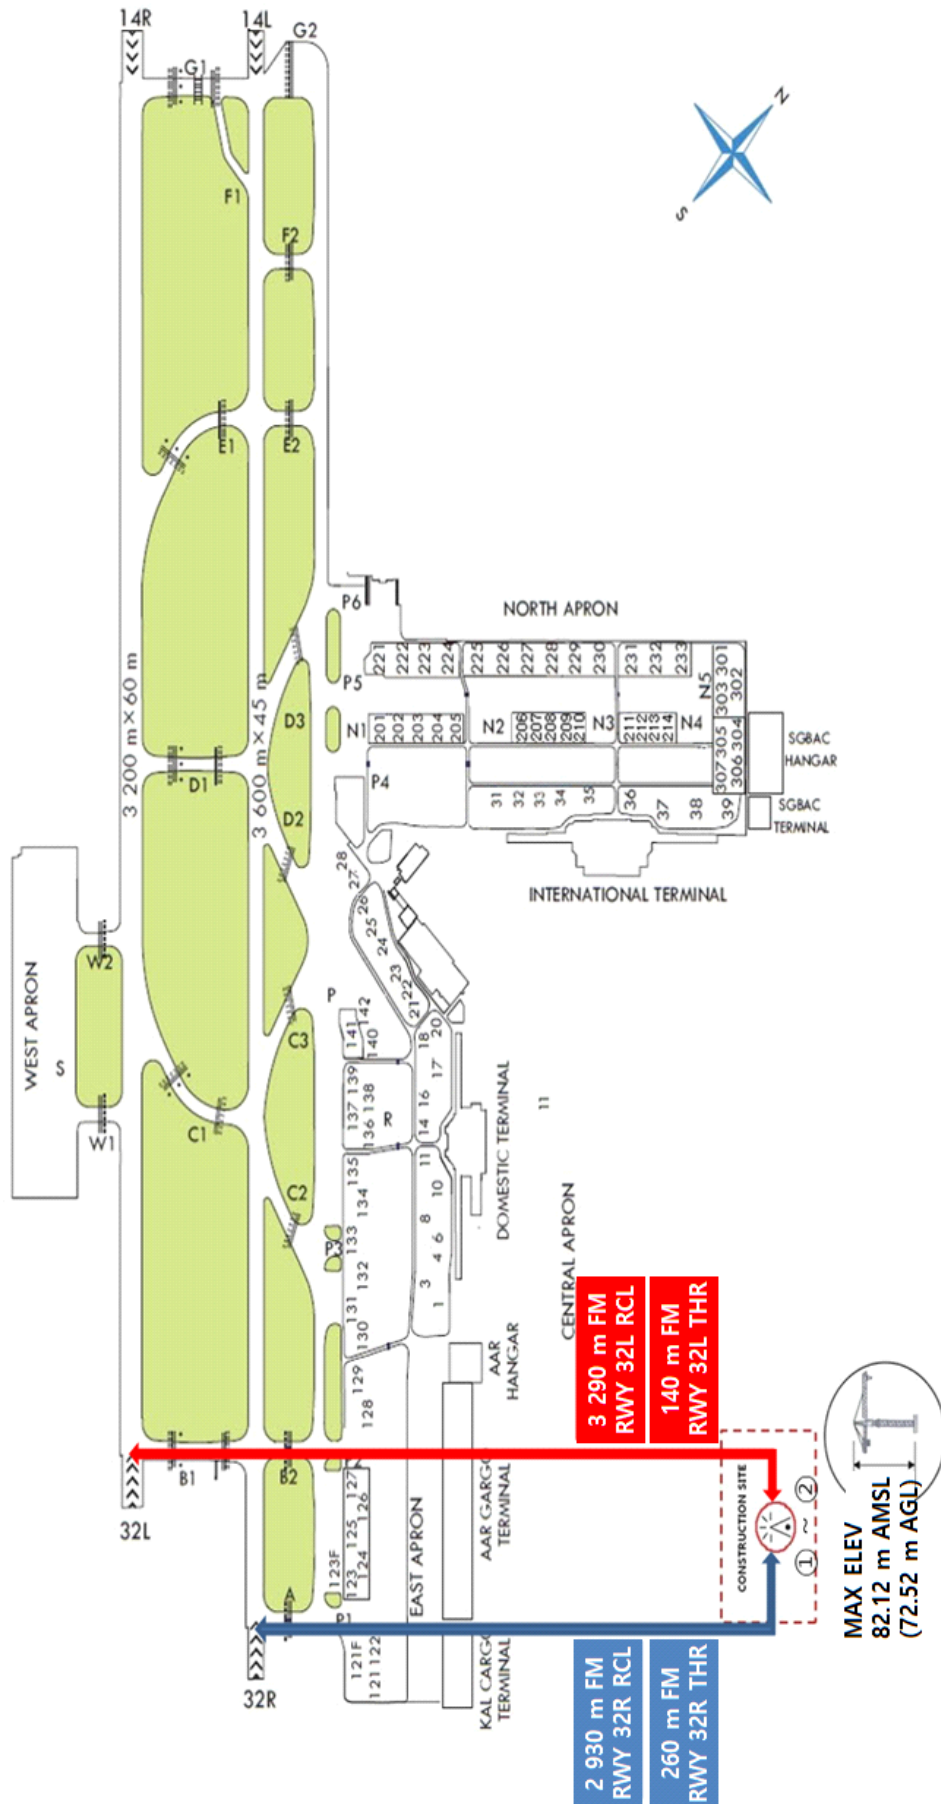 14R
14L
G2
G1
N
S
F1
F2
E1
E2
3 200 m×60 m
3 600 m×45 m
NORTH APRON
P6
P5
221
222
223
224
225
226
227
228
229
230
231
232
233
N5
303 301
302
D3
N1
201
202
203
204
205
N2
206
207
208
209
210
N3
211
212
213
214
N4
307 305
306 304
SGBAC
HANGAR
D1
P4
D2
31
32
33
34
35
36
37
38
39
SGBAC
TERMINAL
INTERNATIONAL TERMINAL
28
27
26
25
24
23
22
21
20
WEST APRON
S
W2
W1
P
C3
C1
C2
P3
141
142
140
139
138
137
136
R
135
134
133
132
131
130
129
128
18
17
16
14
11
10
8
6
4
3
1
DOMESTIC TERMINAL
11
CENTRAL APRON
AAR
HANGAR
B1
B2
32L
32R
127
126
125
124
123
123F
P1
121F
121 122
EAST APRON
AAR GARGO
TERMINAL
KAL CARGO
TERMINAL
3 290 m FM
RWY 32L RCL
140 m FM
RWY 32L THR
2 930 m FM
RWY 32R RCL
260 m FM
RWY 32R THR
CONSTRUCTION SITE
① ~ ②
MAX ELEV
82.12 m AMSL
(72.52 m AGL)